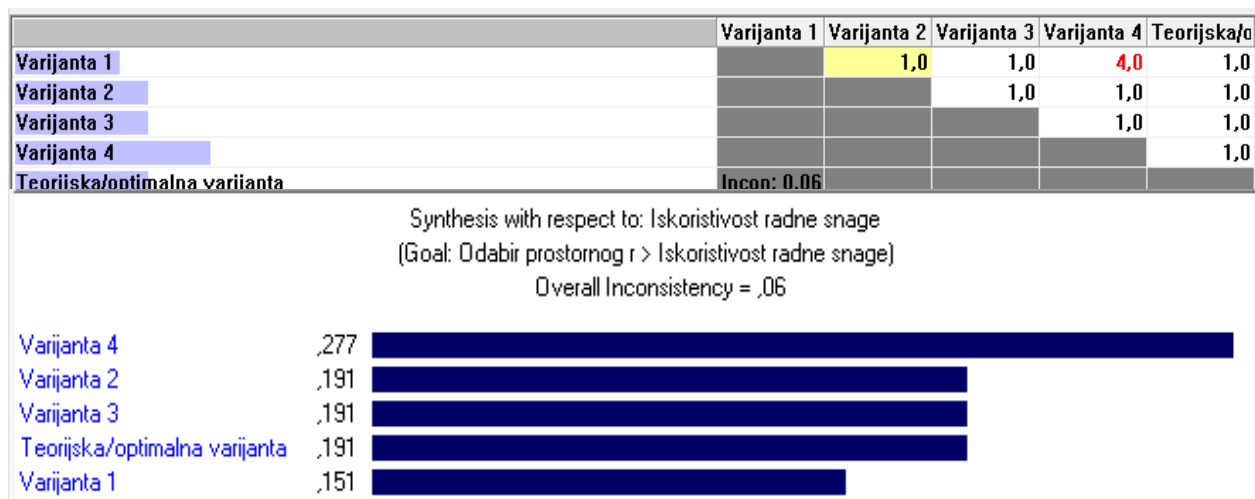 Varijanta 1 Varijanta 2 Varijanta 3 Varijanta 4 Teorijska/o
Varijanta 1 1,0 1,0 4,0 1,0
Varijanta 2 1,0 1,0 1,0
Varijanta 3 1,0 1,0
Varijanta 4 1,0
Teorijska/optimalna varijanta Incon: 0,06
Synthesis with respect to: Iskoristivost radne snage
(Goal: Odabir prostornog r > Iskoristivost radne snage)
Overall Inconsistency = ,06
Varijanta 4 ,277
Varijanta 2 ,191
Varijanta 3 ,191
Teorijska/optimalna varijanta ,191
Varijanta 1 ,151